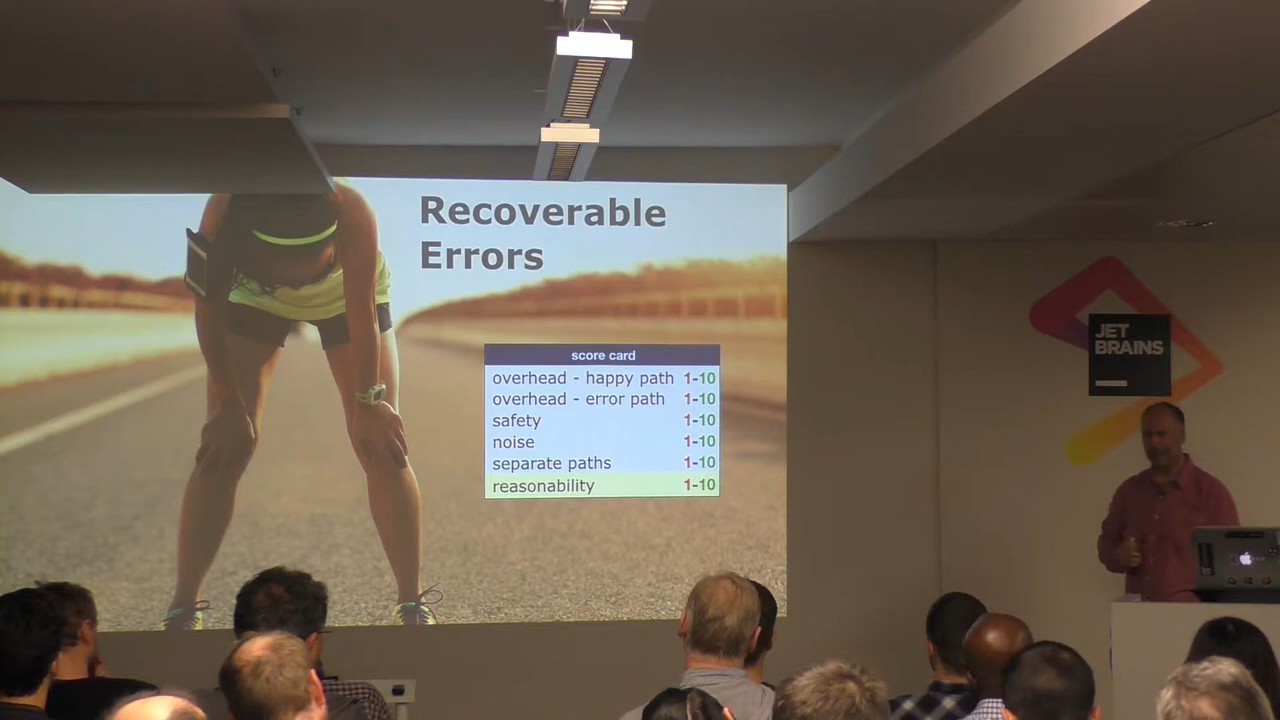 Recoverable
Errors
score card
overhead - happy path 1-10
overhead - error path 1-10
safety 1-10
noise 1-10
separate paths 1-10
reasonability 1-10
JET
BRAINS